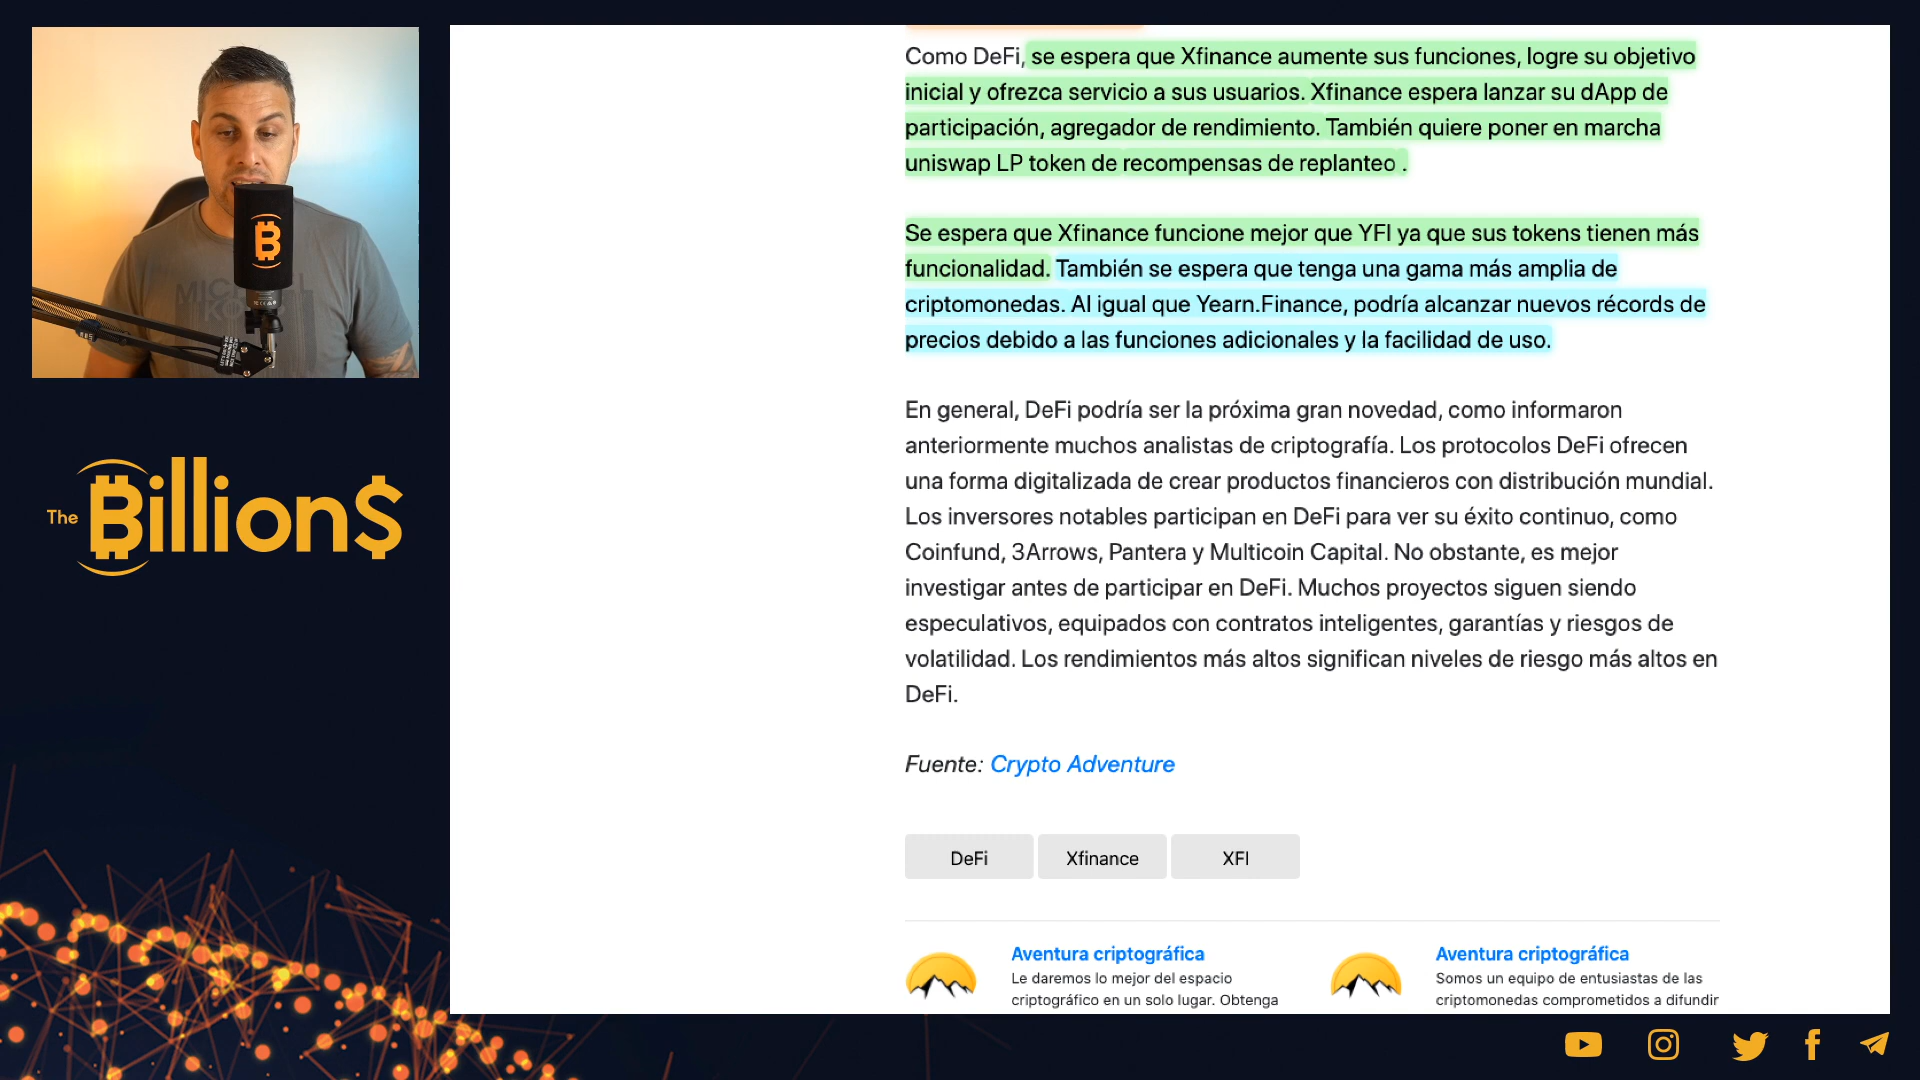 Como DeFi, se espera que Xfinance aumente sus funciones, logre su objetivo
inicial y ofrezca servicio a sus usuarios. Xfinance espera lanzar su dApp de
participación, agregador de rendimiento. También quiere poner en marcha
uniswap LP token de recompensas de replanteo .
Se espera que Xfinance funcione mejor que YFI ya que sus tokens tienen más
funcionalidad. También se espera que tenga una gama más amplia de
criptomonedas. Al igual que Yearn.Finance, podría alcanzar nuevos récords de
precios debido a las funciones adicionales y la facilidad de uso.
En general, DeFi podría ser la próxima gran novedad, como informaron
anteriormente muchos analistas de criptografía. Los protocolos DeFi ofrecen
una forma digitalizada de crear productos financieros con distribución mundial.
Los inversores notables participan en DeFi para ver su éxito continuo, como
Coinfund, 3Arrows, Pantera y Multicoin Capital. No obstante, es mejor
investigar antes de participar en DeFi. Muchos proyectos siguen siendo
especulativos, equipados con contratos inteligentes, garantías y riesgos de
volatilidad. Los rendimientos más altos significan niveles de riesgo más altos en
DeFi.
Fuente: Crypto Adventure
DeFi Xfinance XFI
Aventura criptográfica
Le daremos lo mejor del espacio
criptográfico en un solo lugar. Obtenga
Aventura criptográfica
Somos un equipo de entusiastas de las
criptomonedas comprometidos a difundir
The Billion$